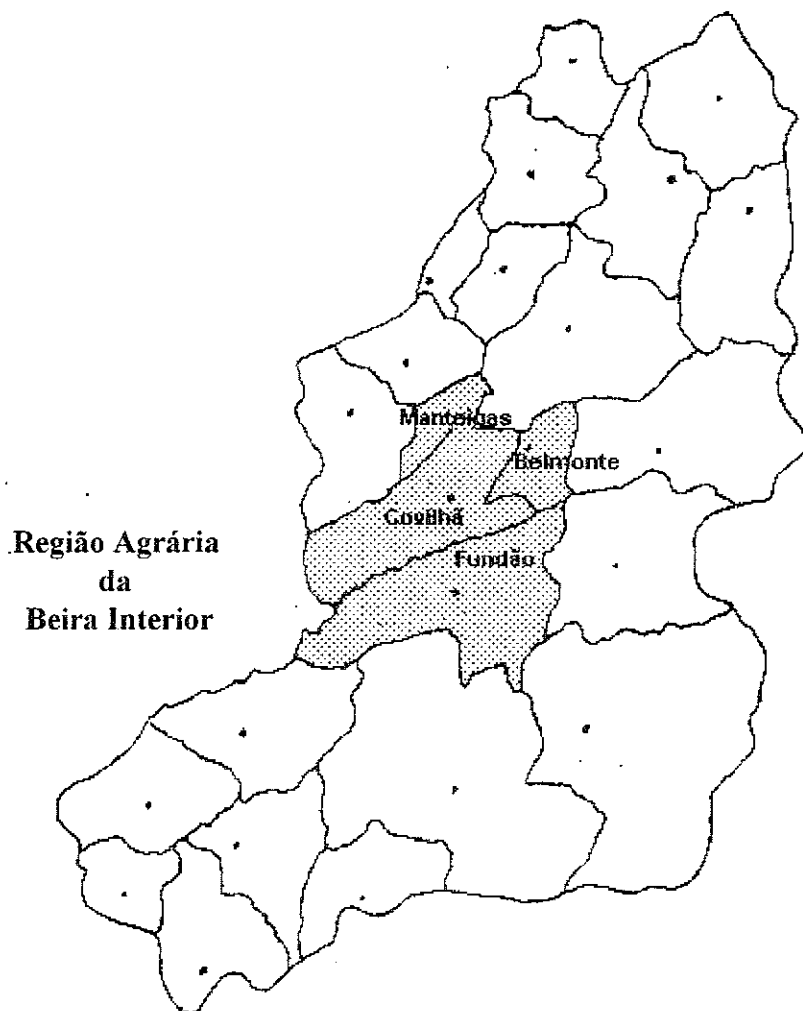 Manteigas
Belmonte
Covilhã
Fundão
Região Agrária
da
Beira Interior